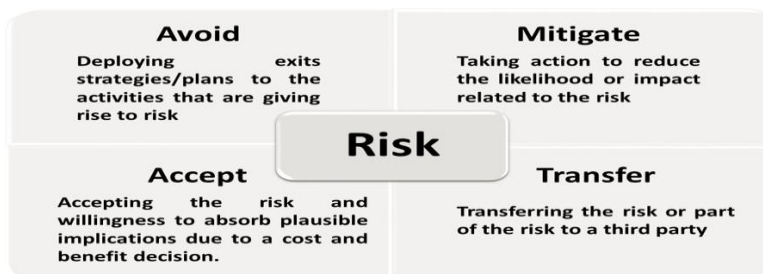 Avoid
Deploying exits
strategies/plans to the
activities that are giving
rise to risk
Mitigate
Taking action to reduce
the likelihood or impact
related to the risk
Risk
Accept
Accepting the risk and
willingness to absorb plausible
implications due to a cost and
benefit decision.
Transfer
Transferring the risk or part
of the risk to a third party